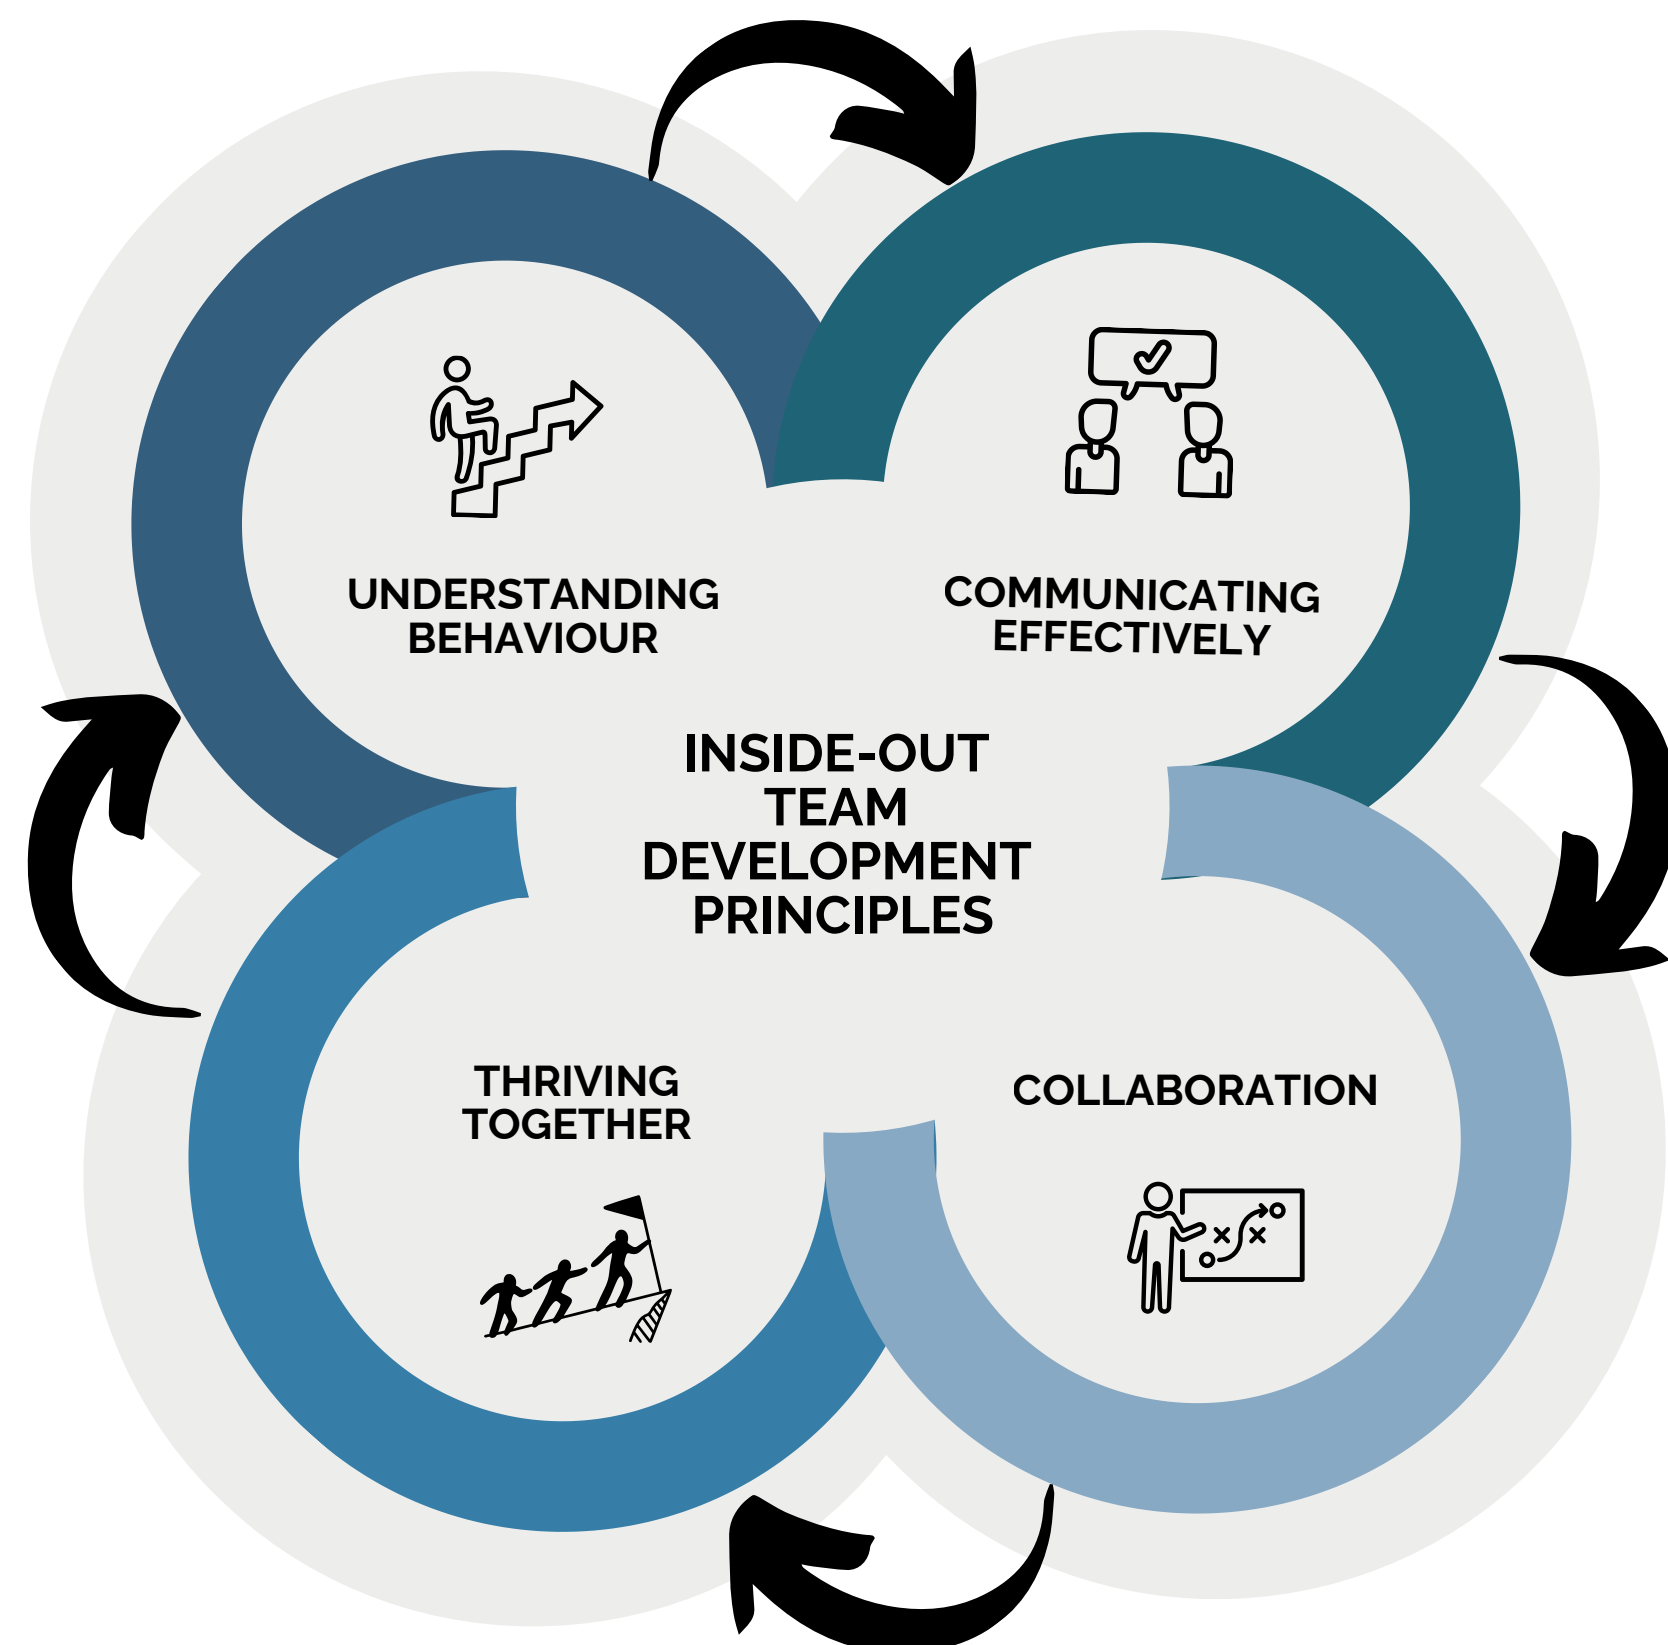 UNDERSTANDING
BEHAVIOUR
COMMUNICATING
EFFECTIVELY
INSIDE-OUT
TEAM
DEVELOPMENT
PRINCIPLES
THRIVING
TOGETHER
COLLABORATION